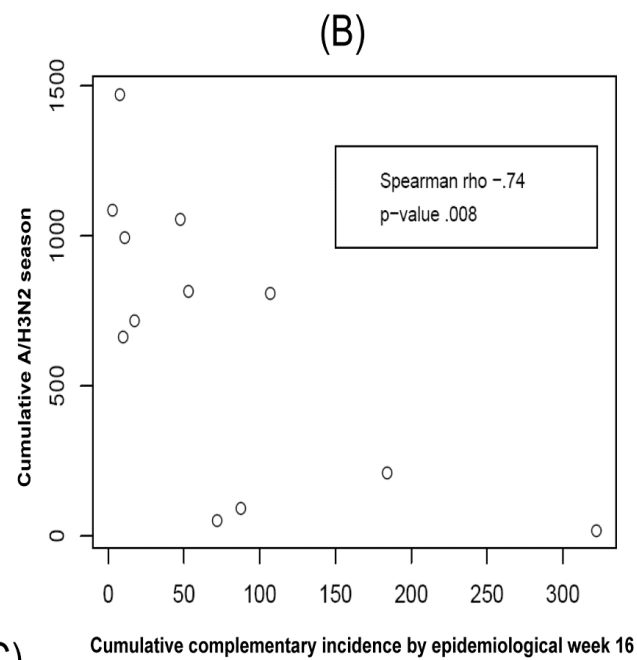 (B)
1500
1000
500
0
Cumulative A/H3N2 season
Spearman rho −.74
p−value .008
0 50 100 150 200 250 300
Cumulative complementary incidence by epidemiological week 16